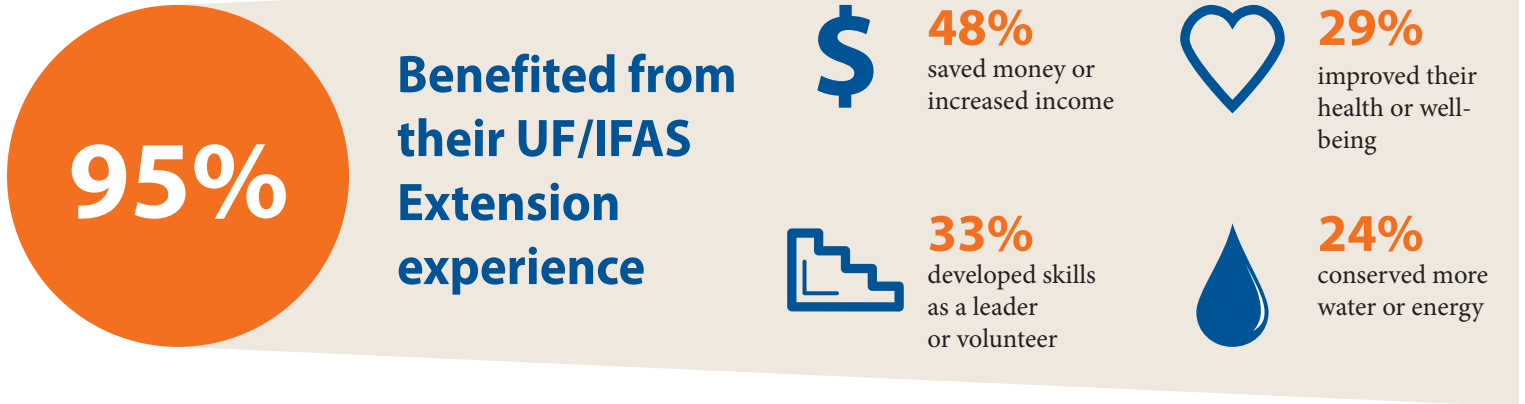 95%
Benefited from
their UF/IFAS
Extension
experience
$
48%
saved money or
increased income
29%
improved their
health or well-
being
33%
developed skills
as a leader
or volunteer
24%
conserved more
water or energy